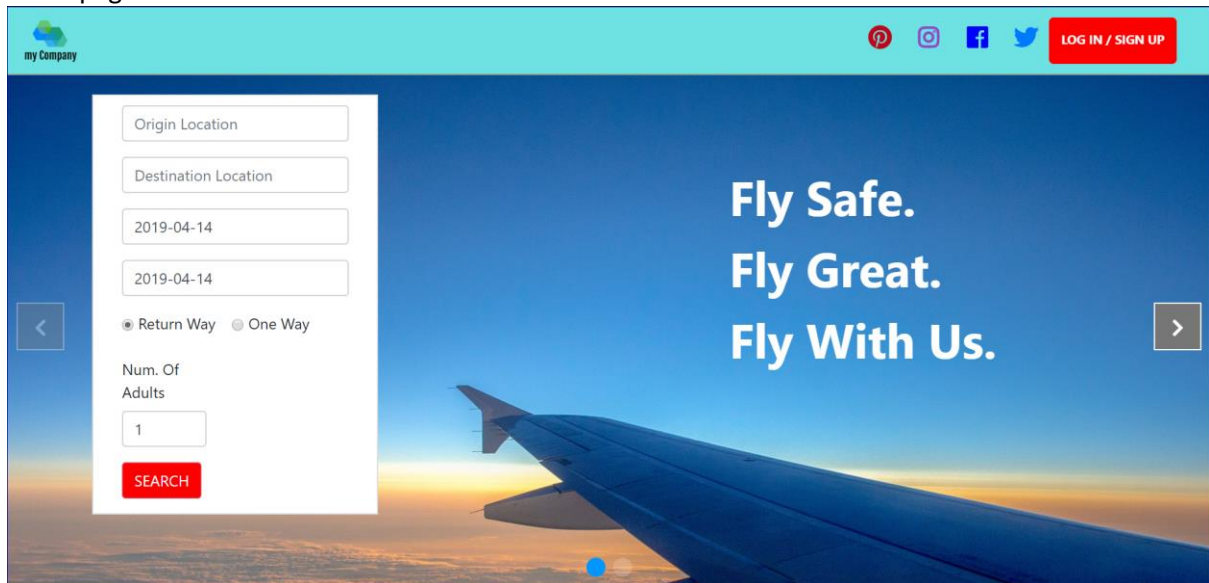 my Company
LOG IN / SIGN UP
Origin Location
Destination Location
2019-04-14
2019-04-14
Return Way One Way
Num. Of
Adults
1
SEARCH
Fly Safe.
Fly Great.
Fly With Us.